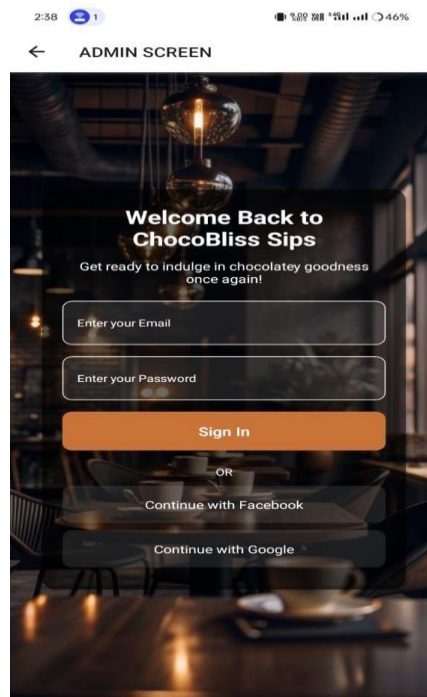 2:38
1
46%
ADMIN SCREEN
Welcome Back to
ChocoBliss Sips
Get ready to indulge in chocolatey goodness
once again!
Enter your Email
Enter your Password
Sign In
OR
Continue with Facebook
Continue with Google